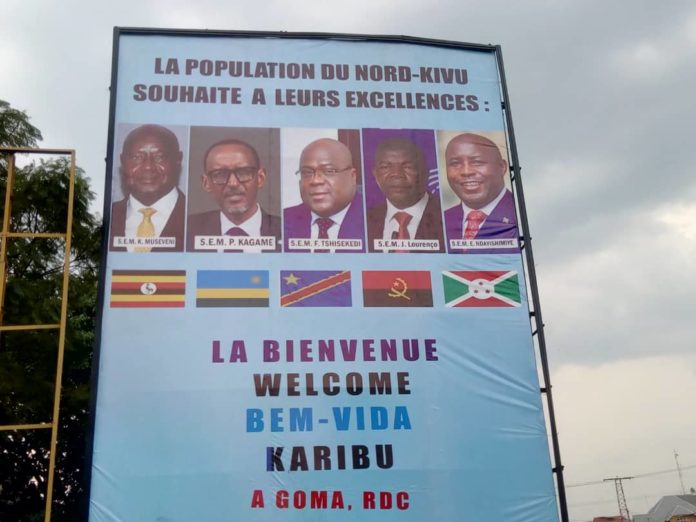 LA POPULATION DU NORD-KIVU
SOUHAITE A LEURS EXCELLENCES :
S.E.M. K. MUSEVENI
S.E.M. P. KAGAME
S.E.M. F. TSHISEKEDI
S.E.M. J. Lourenço
S.E.M. E. NDAYISHIMIYE
LA BIENVENUE
WELCOME
BEM-VIDA
KARIBU
A GOMA, RDC